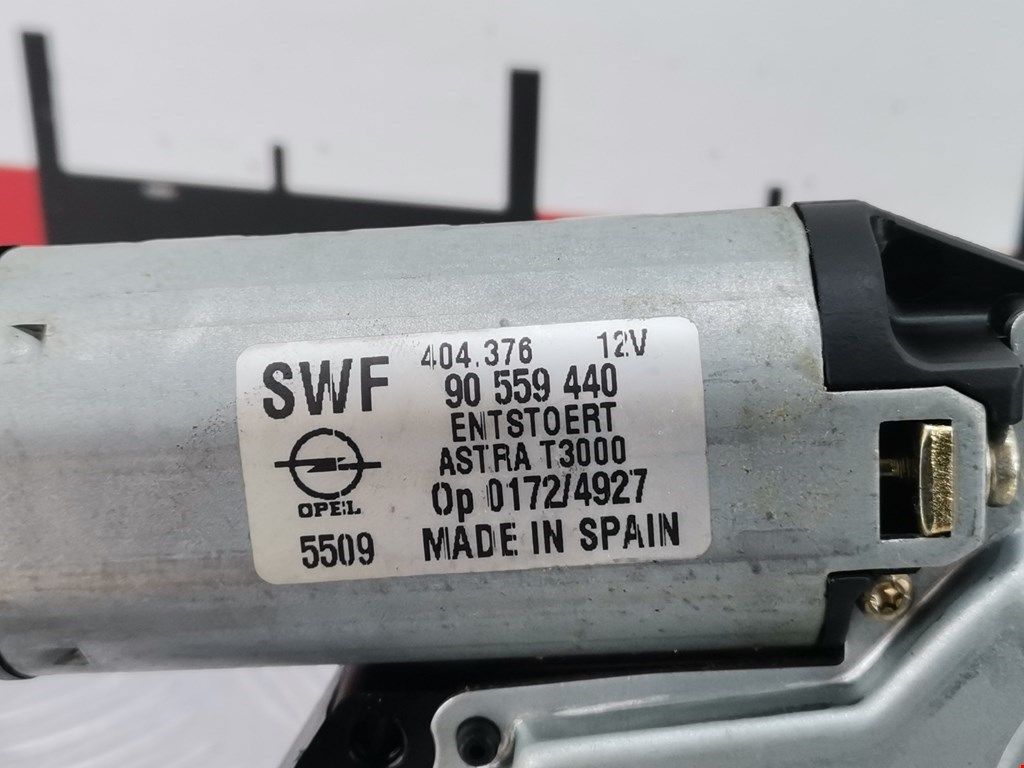 SWF 404.376 12V
90 559 440
ENTSTOERT
ASTRA T3000
OPEL Op 0172/4927
5509 MADE IN SPAIN